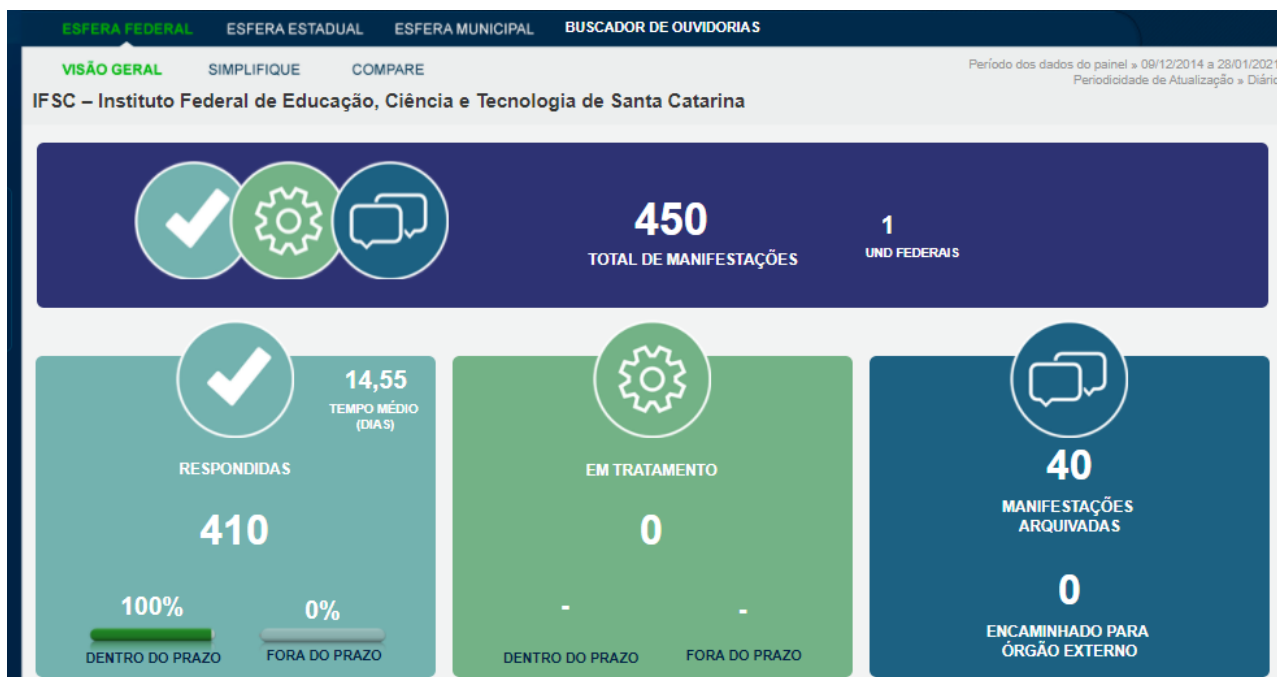 ESFERA FEDERAL ESFERA ESTADUAL ESFERA MUNICIPAL BUSCADOR DE OUVIDORIAS
VISÃO GERAL SIMPLIFIQUE COMPARE
Período dos dados do painel » 09/12/2014 a 28/01/2021
Periodicidade de Atualização » Diário
IFSC – Instituto Federal de Educação, Ciência e Tecnologia de Santa Catarina
450
TOTAL DE MANIFESTAÇÕES
1
UND FEDERAIS
14,55
TEMPO MÉDIO
(DIAS)
RESPONDIDAS
410
100%
DENTRO DO PRAZO
0%
FORA DO PRAZO
EM TRATAMENTO
0
-
DENTRO DO PRAZO
-
FORA DO PRAZO
40
MANIFESTAÇÕES
ARQUIVADAS
0
ENCAMINHADO PARA
ÓRGÃO EXTERNO